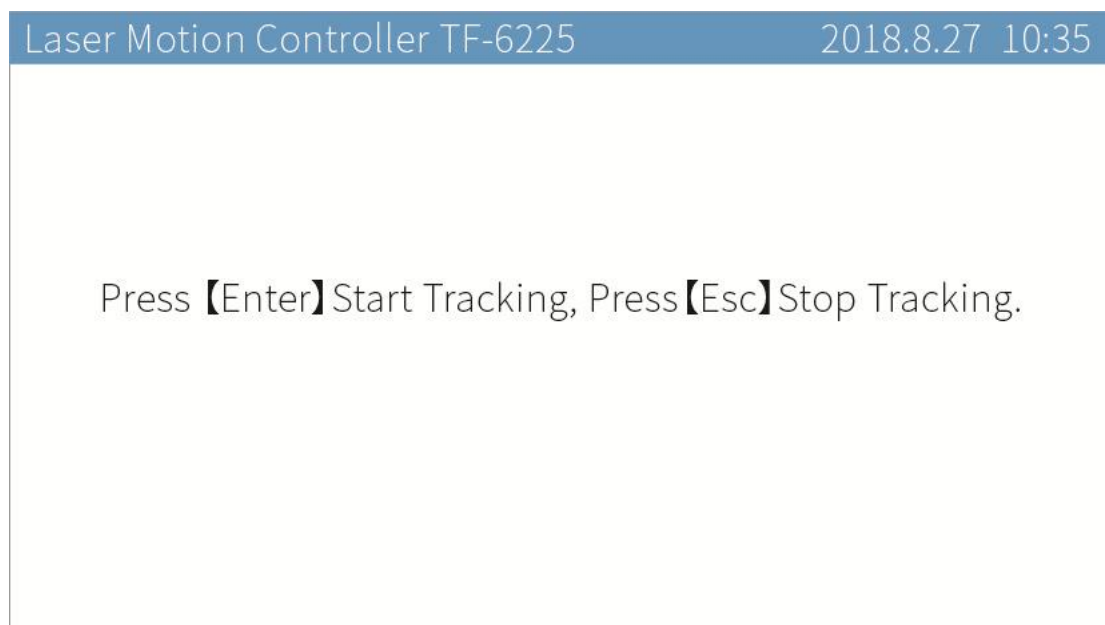 Laser Motion Controller TF-6225 2018.8.27 10:35
Press 【Enter】Start Tracking, Press【Esc】Stop Tracking.